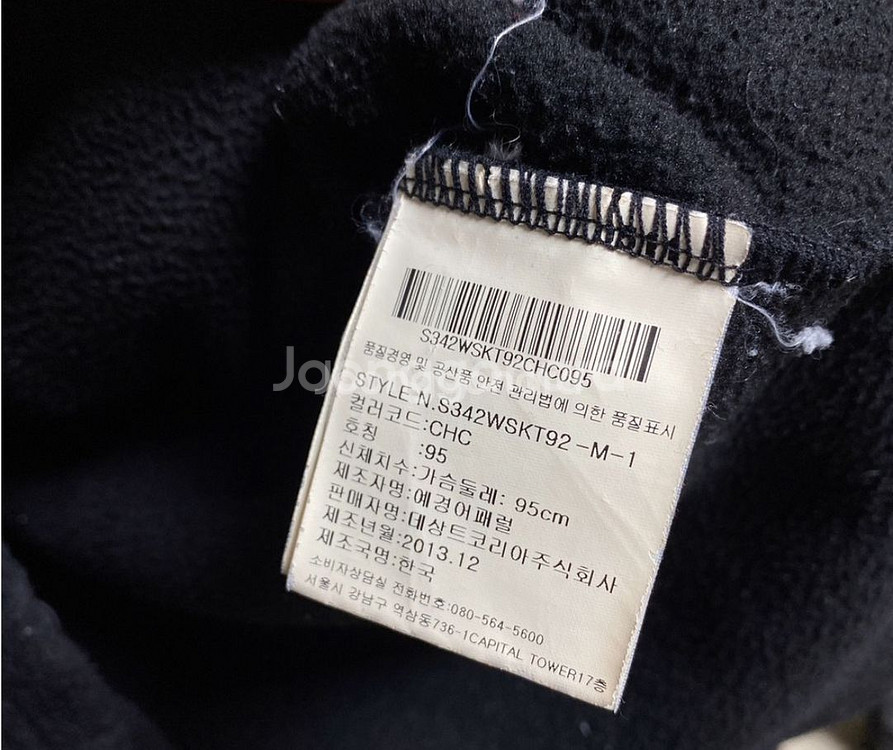 S342WSKT92CHC095
품질경영 및 공산품 안전 관리법에 의한 품질표시
STYLE N.S342WSKT92-M-1
컬러코드:CHC
호칭 :95
신체치수:가슴둘레: 95cm
제조자명:예경어패럴
판매자명:데상트코리아주식회사
제조년월:2013.12
제조국명:한국
소비자상담실 전화번호:080-564-5600
서울시 강남구 역삼동736-1CAPITAL TOWER17층